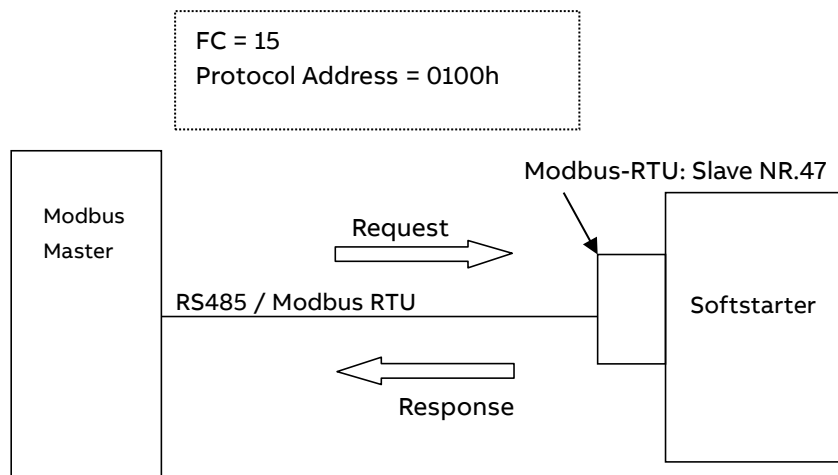 FC = 15
Protocol Address = 0100h
Modbus-RTU: Slave NR.47
Modbus
Master
Request
RS485 / Modbus RTU
Softstarter
Response